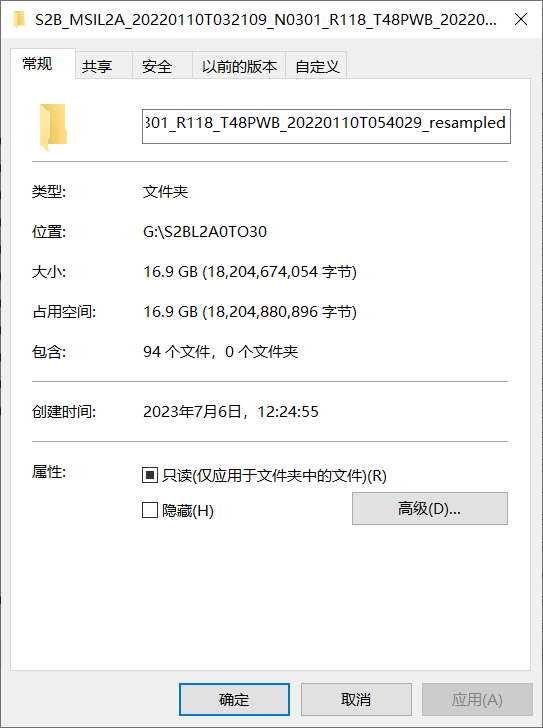 S2B_MSIL2A_20220110T032109_N0301_R118_T48PWB_20220...
常规 共享 安全 以前的版本 自定义
301_R118_T48PWB_20220110T054029_resampled
类型: 文件夹
位置: G:\S2BL2A0TO30
大小: 16.9 GB (18,204,674,054 字节)
占用空间: 16.9 GB (18,204,880,896 字节)
包含: 94 个文件，0 个文件夹
创建时间: 2023年7月6日，12:24:55
属性: 只读(仅应用于文件夹中的文件)(R)
隐藏(H) 高级(D)...
确定 取消 应用(A)